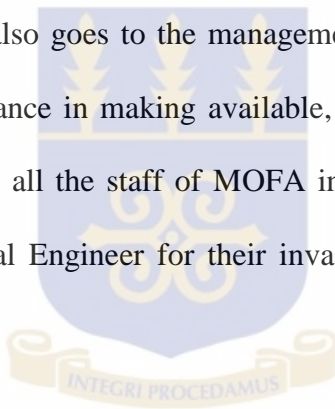 also goes to the manageme
ance in making available,
all the staff of MOFA in
al Engineer for their inva
INTEGRI PROCEDAMUS